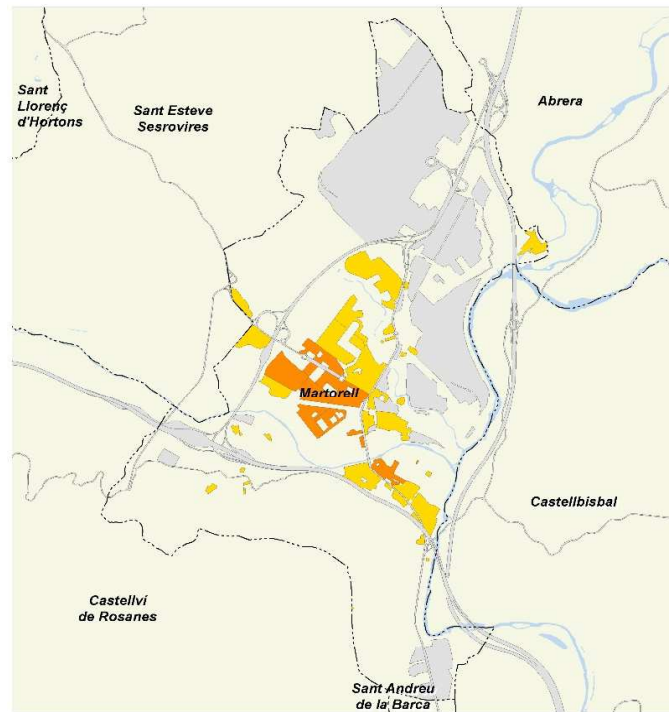 Sant
Llorenç
d'Hortons
Sant Esteve
Sesrovires
Abrera
Martorell
Castellbisbal
Castellví
de Rosanes
Sant Andreu
de la Barca